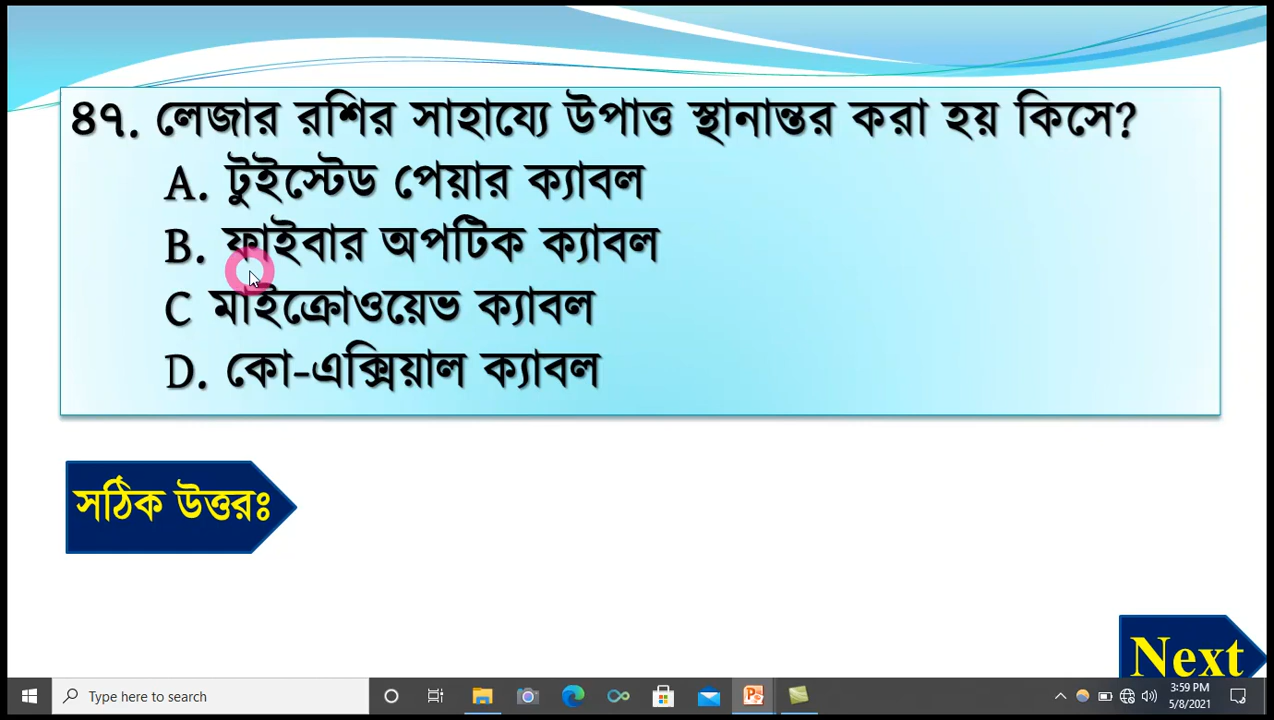 ৪৭. লেজার রশির সাহায্যে উপাত্ত স্থানান্তর করা হয় কিসে?
A. টুইস্টেড পেয়ার ক্যাবল
B. ফাইবার অপটিক ক্যাবল
C মাইক্রোওয়েভ ক্যাবল
D. কো-এক্সিয়াল ক্যাবল
সঠিক উত্তরঃ
Next
Type here to search
3:59 PM
5/8/2021